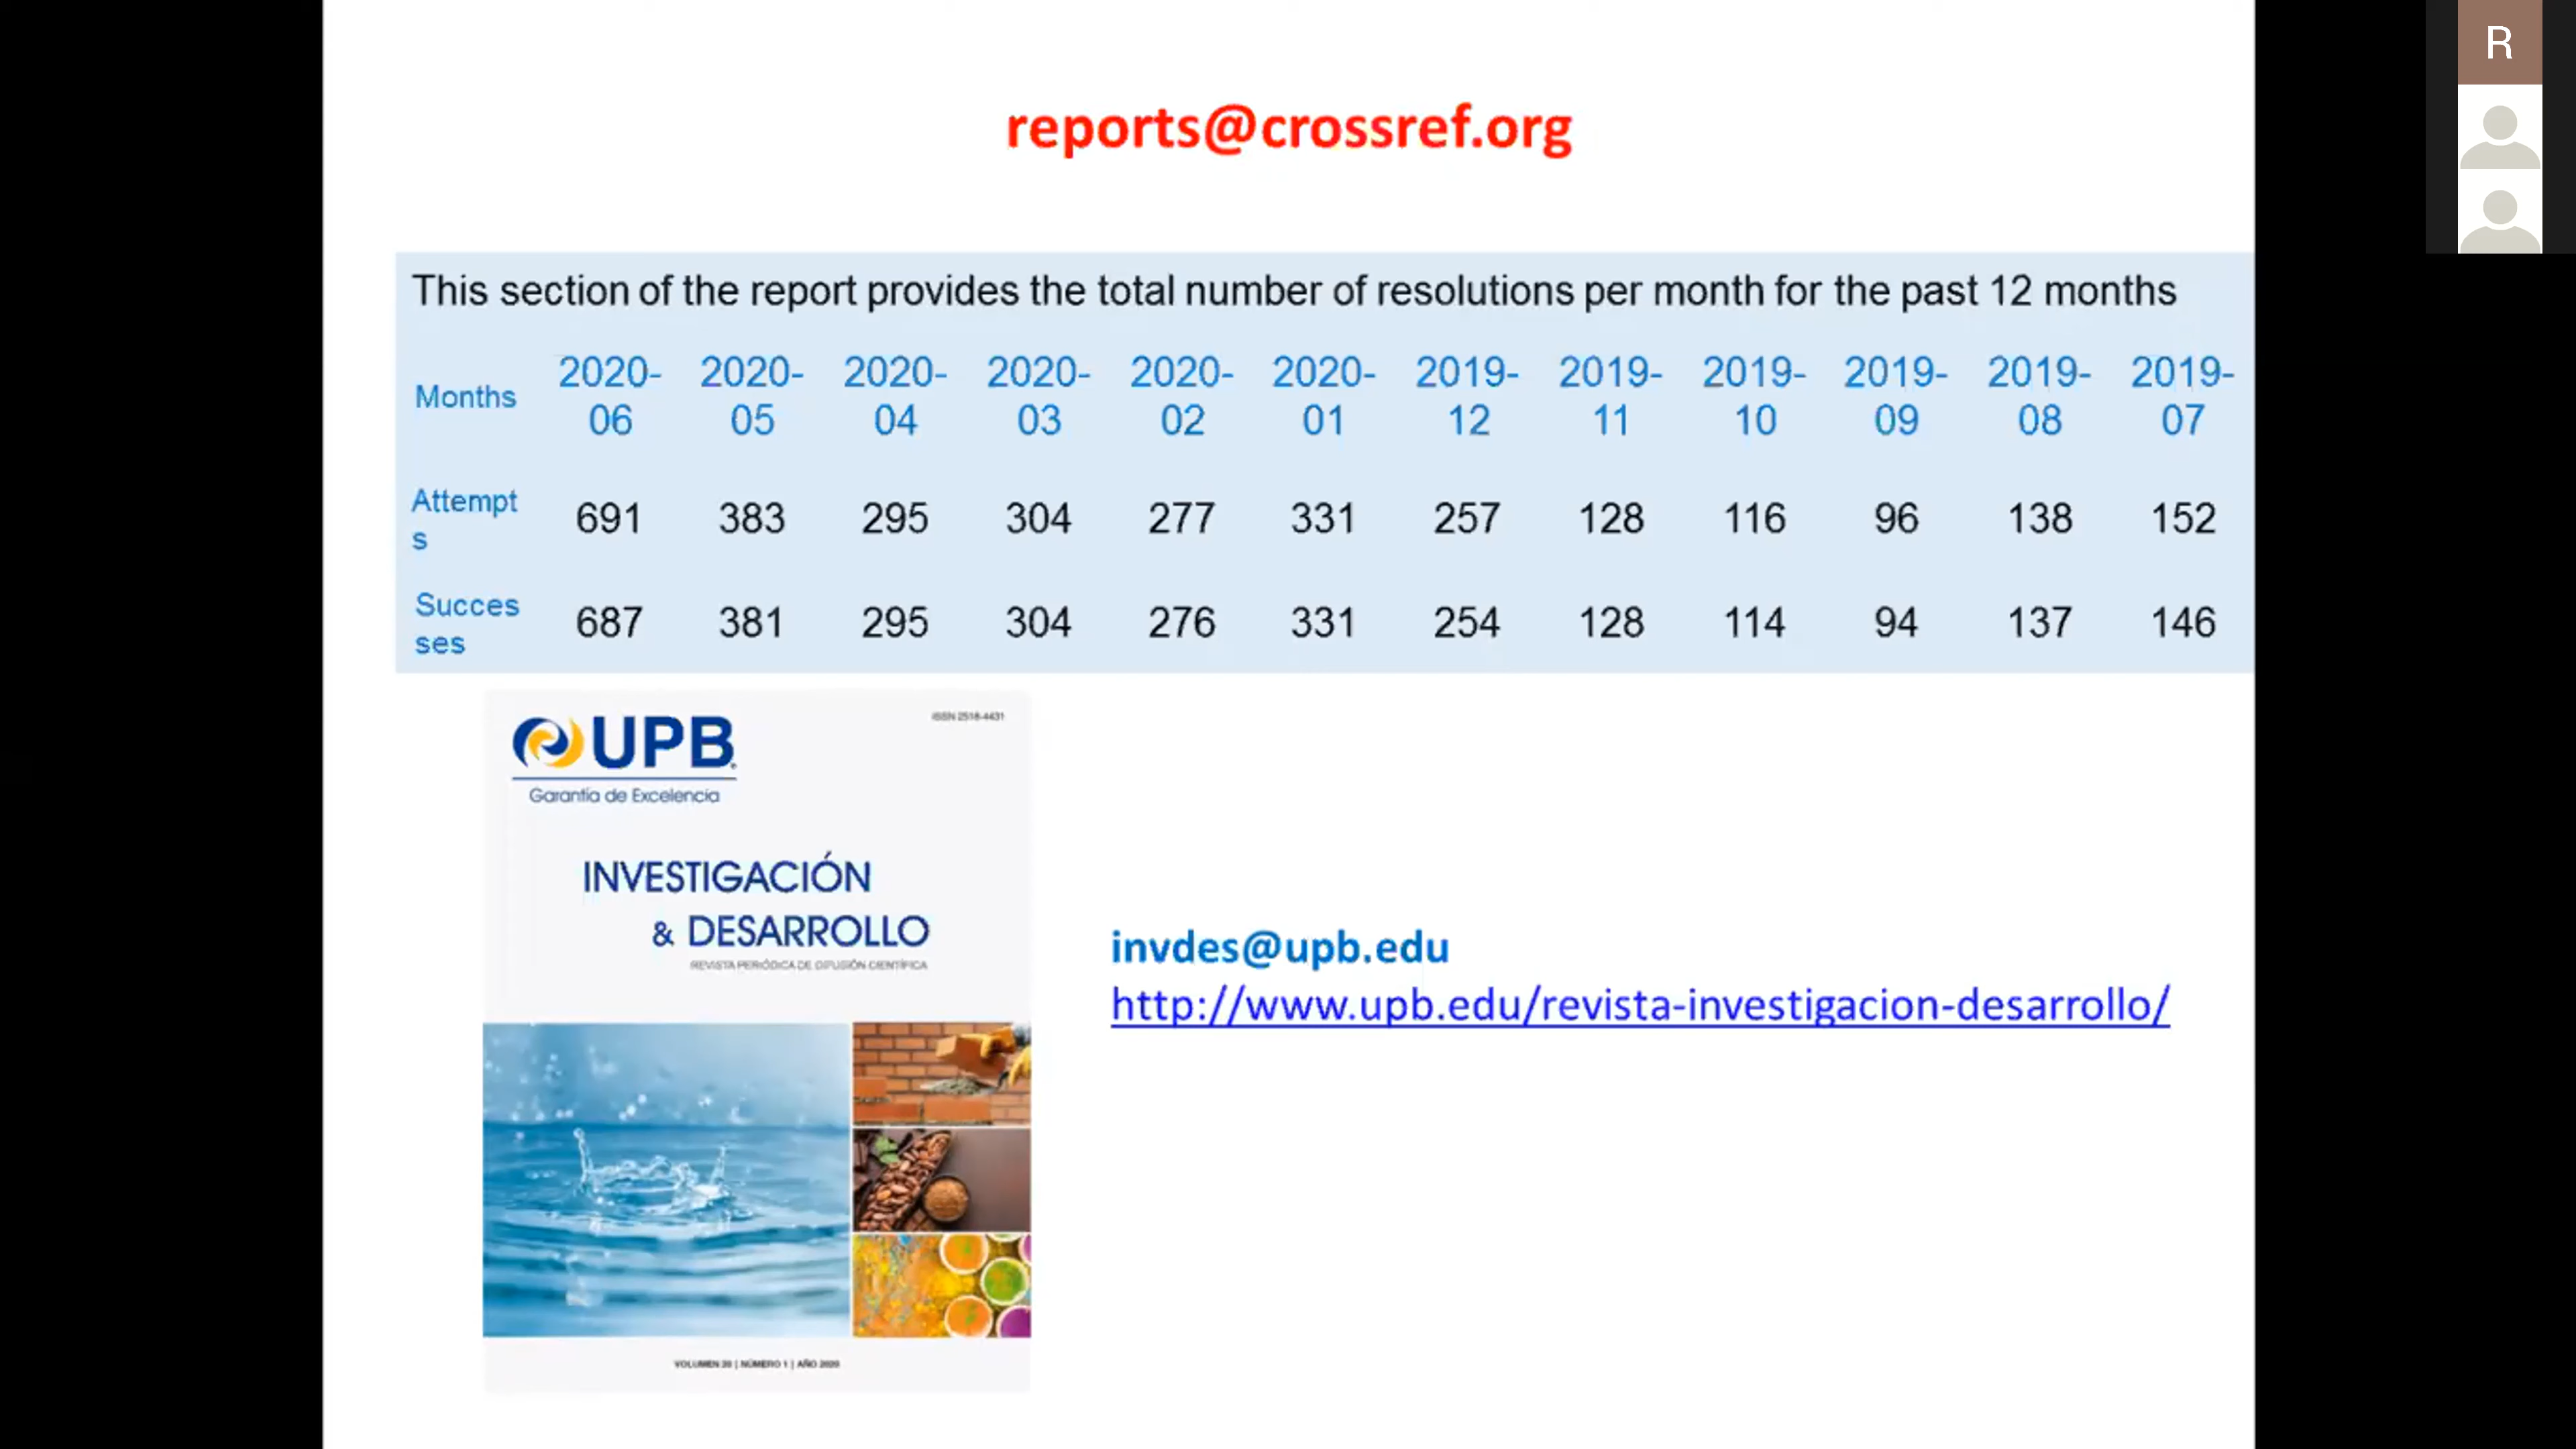 R
reports@crossref.org
This section of the report provides the total number of resolutions per month for the past 12 months
Months 2020-06 2020-05 2020-04 2020-03 2020-02 2020-01 2019-12 2019-11 2019-10 2019-09 2019-08 2019-07
Attempts 691 383 295 304 277 331 257 128 116 96 138 152
Successes 687 381 295 304 276 331 254 128 114 94 137 146
ISSN 2518-4431
UPB
Garantía de Excelencia
INVESTIGACIÓN
& DESARROLLO
REVISTA PERIÓDICA DE DIFUSIÓN CIENTÍFICA
invdes@upb.edu
http://www.upb.edu/revista-investigacion-desarrollo/
VOLUMEN 20 | NÚMERO 1 | AÑO 2020